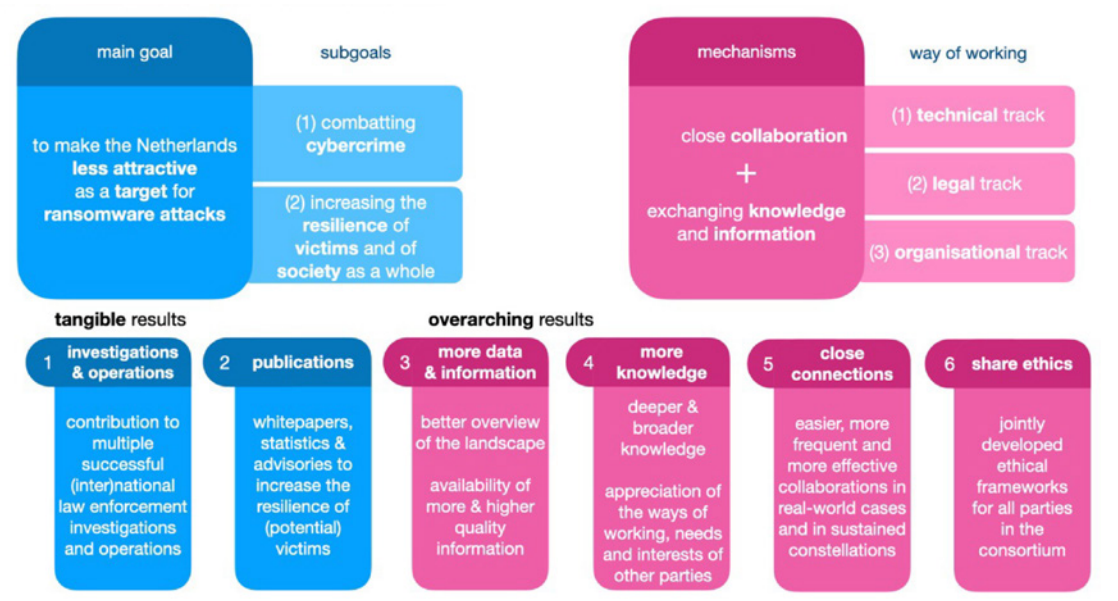 main goal
to make the Netherlands
less attractive
as a target for
ransomware attacks
subgoals
(1) combatting
cybercrime
(2) increasing the
resilience of
victims and of
society as a whole
mechanisms
close collaboration
+
exchanging knowledge
and information
way of working
(1) technical track
(2) legal track
(3) organisational track
tangible results
1
investigations
& operations
contribution to
multiple
successful
(inter)national
law enforcement
investigations
and operations
2 publications
whitepapers,
statistics &
advisories to
increase the
resilience of
(potential)
victims
overarching results
3
more data
& information
better overview
of the landscape
availability of
more & higher
quality
information
4
more
knowledge
deeper &
broader
knowledge
appreciation of
the ways of
working, needs
and interests of
other parties
5
close
connections
easier, more
frequent and
more effective
collaborations in
real-world cases
and in sustained
constellations
6 share ethics
jointly
developed
ethical
frameworks
for all parties
in the
consortium